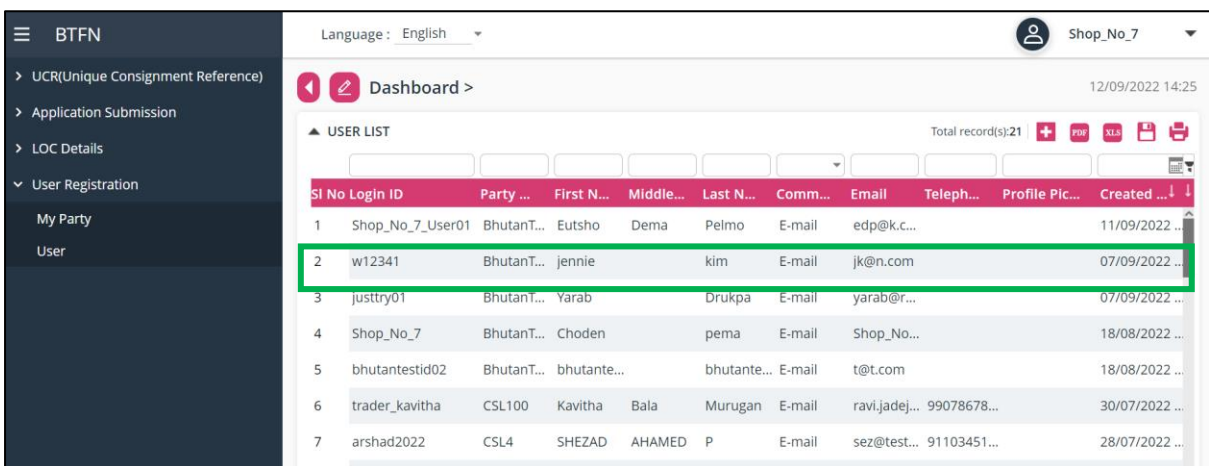 BTFN
Language : English
Shop_No_7
> UCR(Unique Consignment Reference)
> Application Submission
> LOC Details
User Registration
My Party
User
Dashboard >
12/09/2022 14:25
USER LIST
Total record(s):21
PDF XLS
Sl No Login ID Party ... First N... Middle... Last N... Comm... Email Teleph... Profile Pic... Created ...
1 Shop_No_7_User01 BhutanT... Eutsho Dema Pelmo E-mail edp@k.c... 11/09/2022 ...
2 w12341 BhutanT... jennie kim E-mail jk@n.com 07/09/2022 ...
3 justtry01 BhutanT... Yarab Drukpa E-mail yarab@r... 07/09/2022 ...
4 Shop_No_7 BhutanT... Choden pema E-mail Shop_No... 18/08/2022 ...
5 bhutantestid02 BhutanT... bhutante... bhutante... E-mail t@t.com 18/08/2022 ...
6 trader_kavitha CSL100 Kavitha Bala Murugan E-mail ravi.jadej... 99078678... 30/07/2022 ...
7 arshad2022 CSL4 SHEZAD AHAMED P E-mail sez@test... 91103451... 28/07/2022 ...